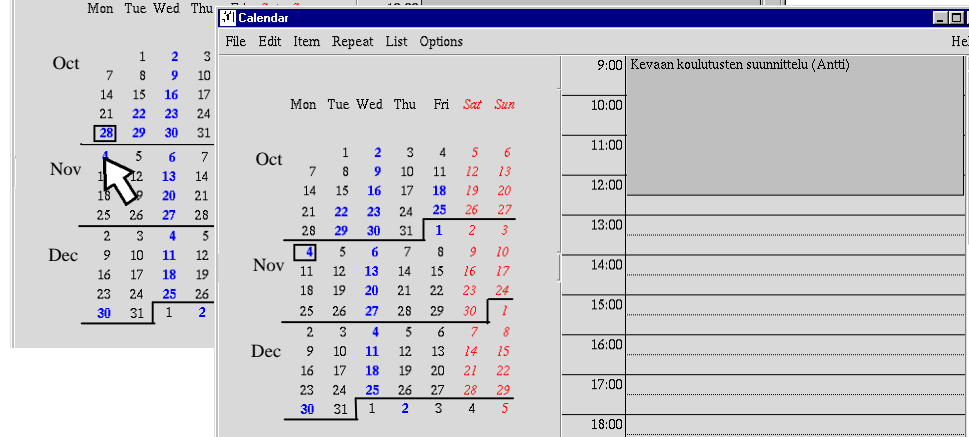 Mon Tue Wed Thu
Oct
1 2 3
7 8 9 10
14 15 16 17
21 22 23 24
28 29 30 31
Nov
4 5 6 7
12 13 14
18 9 20 21
25 26 27 28
Dec
2 3 4 5
9 10 11 12
16 17 18 19
23 24 25 26
30 31 1 2
Calendar
File Edit Item Repeat List Options He
Mon Tue Wed Thu Fri Sat Sun
Oct
1 2 3 4 5 6
7 8 9 10 11 12 13
14 15 16 17 18 19 20
21 22 23 24 25 26 27
28 29 30 31 1 2 3
Nov
4 5 6 7 8 9 10
11 12 13 14 15 16 17
18 19 20 21 22 23 24
25 26 27 28 29 30 1
Dec
2 3 4 5 6 7 8
9 10 11 12 13 14 15
16 17 18 19 20 21 22
23 24 25 26 27 28 29
30 31 1 2 3 4 5
9:00 Kevaan koulutusten suunnittelu (Antti)
10:00
11:00
12:00
13:00
14:00
15:00
16:00
17:00
18:00